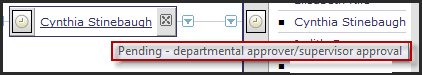 Cynthia Stinebaugh
Cynthia Stinebaugh
Pending - departmental approver/supervisor approval